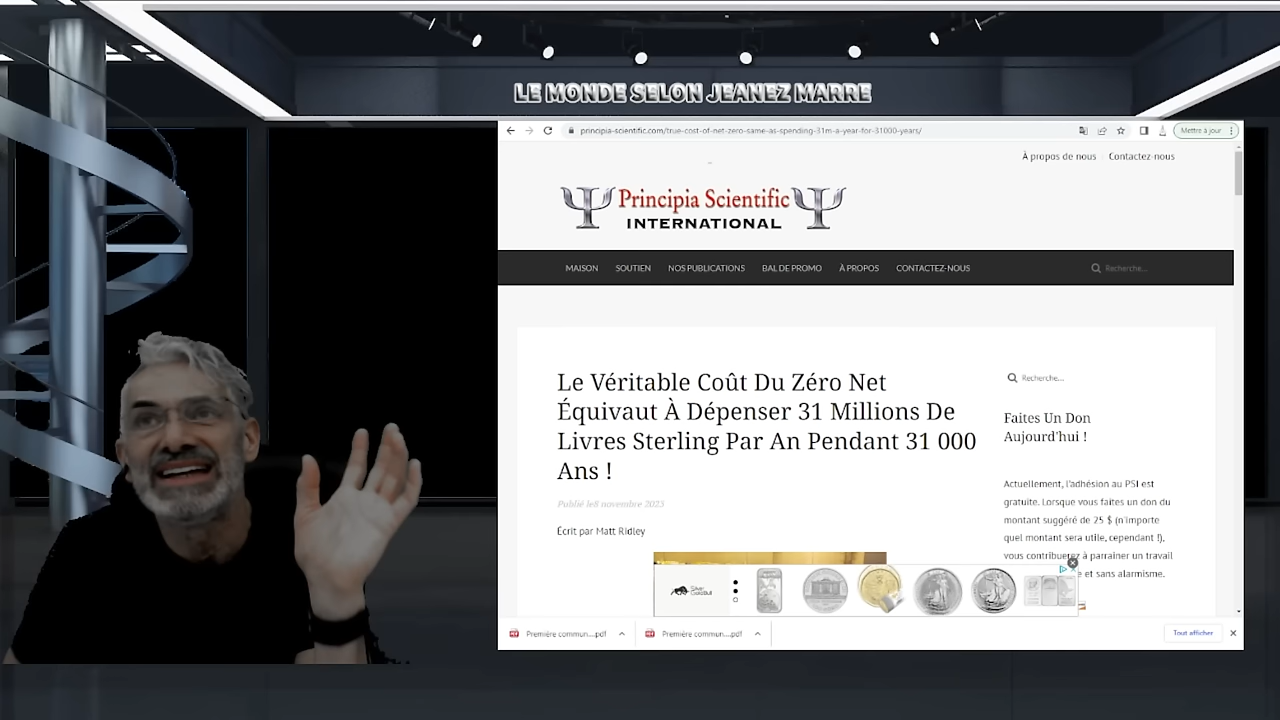 LE MONDE SELON JEANEZ MARRE
principia-scientific.com/true-cost-of-net-zero-same-as-spending-31m-a-year-for-31000-years/
Mettre à jour
À propos de nous
Contactez-nous
Principia Scientific
INTERNATIONAL
MAISON SOUTIEN NOS PUBLICATIONS BAL DE PROMO À PROPOS CONTACTEZ-NOUS
Recherche...
Le Véritable Coût Du Zéro Net
Équivaut À Dépenser 31 Millions De
Livres Sterling Par An Pendant 31 000
Ans !
Publié le8 novembre 2023
Écrit par Matt Ridley
Recherche...
Faites Un Don
Aujourd'hui !
Actuellement, l'adhésion au PSI est
gratuite. Lorsque vous faites un don du
montant suggéré de 25 $ (n'importe
quel montant sera utile, cependant !),
vous contribuerez à parrainer un travail
e et sans alarmisme.
Première commun....pdf
Première commun....pdf
Tout afficher